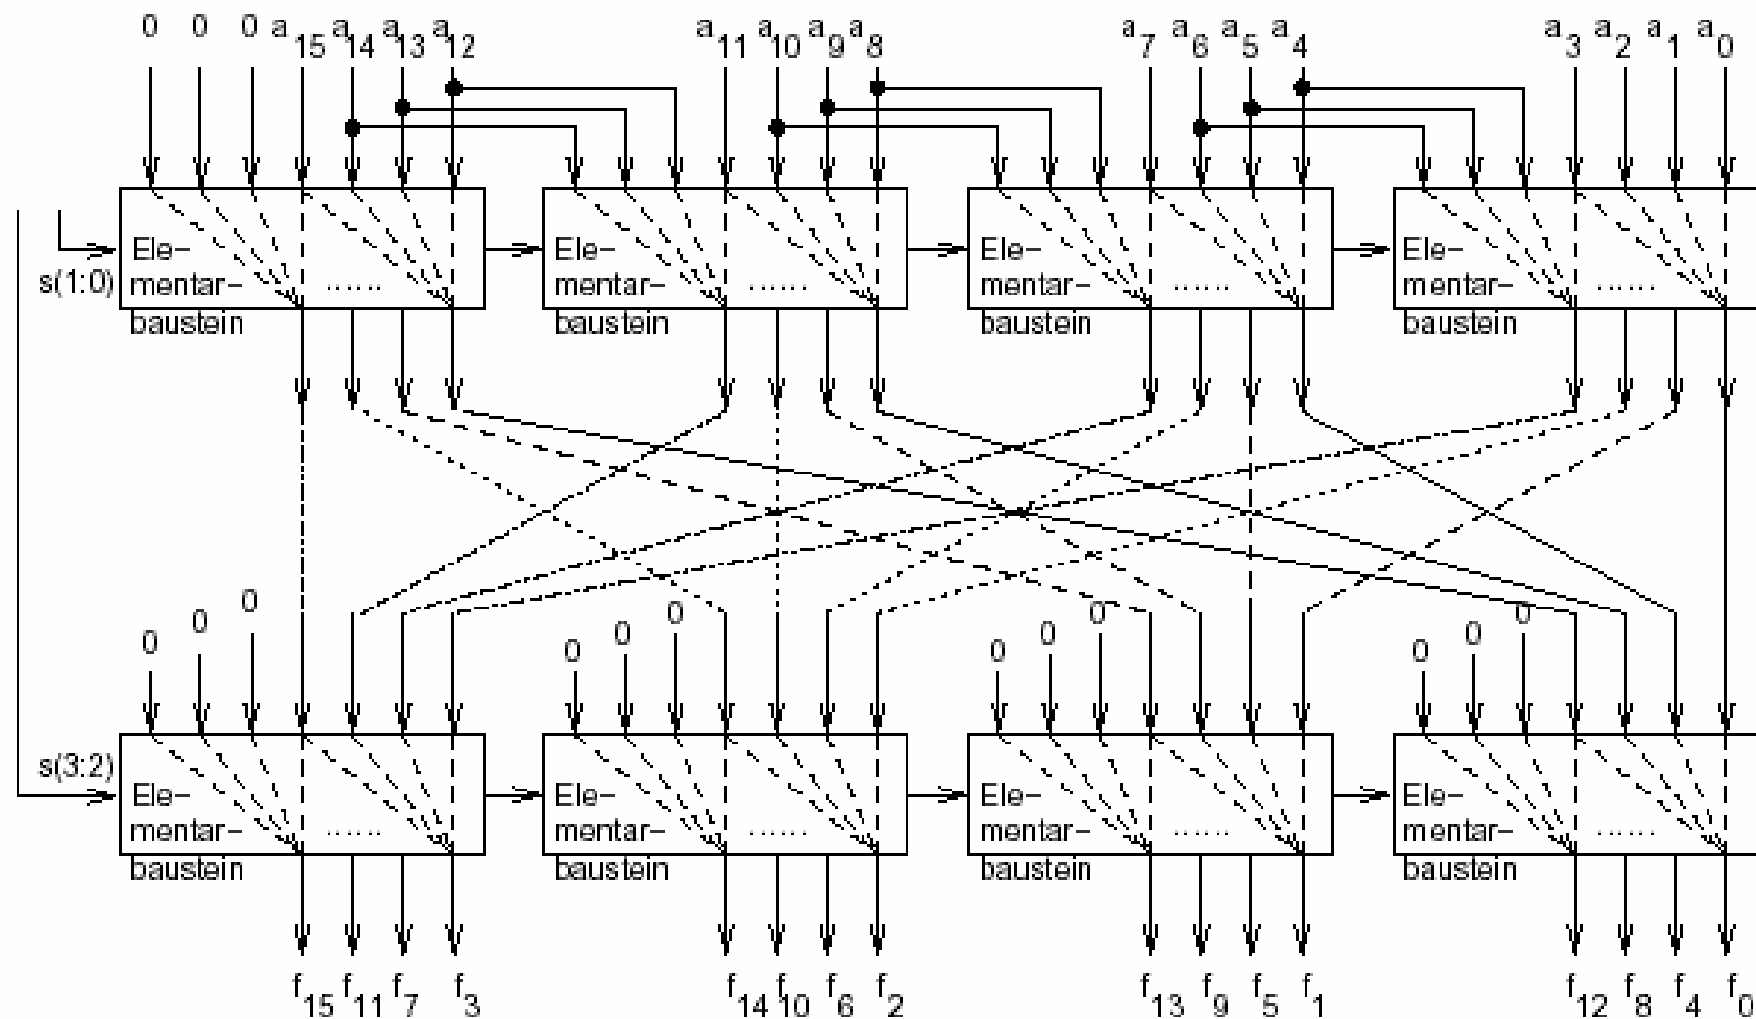 0 0 0 a15 a14 a13 a12 a11 a10 a9 a8 a7 a6 a5 a4 a3 a2 a1 a0
Ele– Ele– Ele– Ele–
s(1:0) mentar– ...... mentar– ...... mentar– ...... mentar– ......
baustein baustein baustein baustein
0 0 0 0 0 0 0 0 0 0 0 0
s(3:2)
Ele– Ele– Ele– Ele–
mentar– ...... mentar– ...... mentar– ...... mentar– ......
baustein baustein baustein baustein
f15 f11 f7 f3 f14 f10 f6 f2 f13 f9 f5 f1 f12 f8 f4 f0